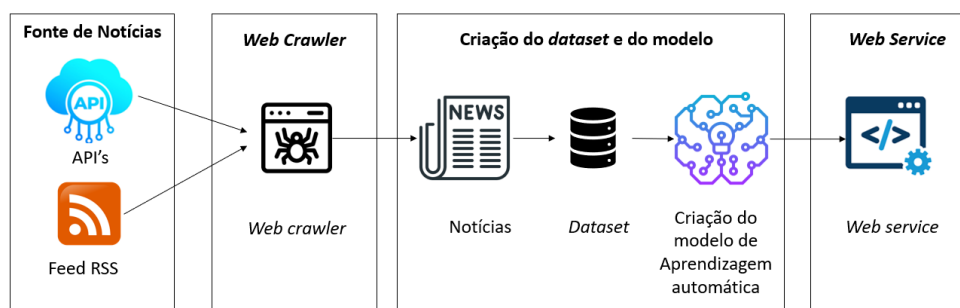 Fonte de Notícias
API
API's
Feed RSS
Web Crawler
Web crawler
Criação do dataset e do modelo
NEWS
Notícias
Dataset
Criação do
modelo de
Aprendizagem
automática
Web Service
</>
Web service